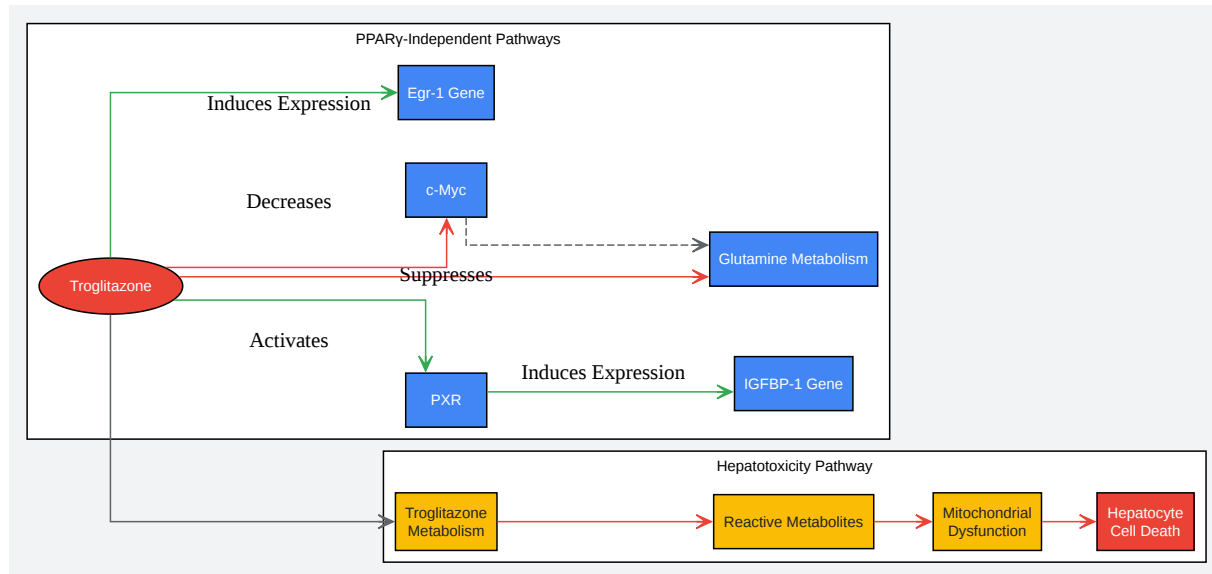 PPARγ-Independent Pathways
Egr-1 Gene
Induces Expression
c-Myc
Decreases
Glutamine Metabolism
Suppresses
Troglitazone
Activates
Induces Expression
IGFBP-1 Gene
PXR
Hepatotoxicity Pathway
Troglitazone
Metabolism
Reactive Metabolites
Mitochondrial
Dysfunction
Hepatocyte
Cell Death